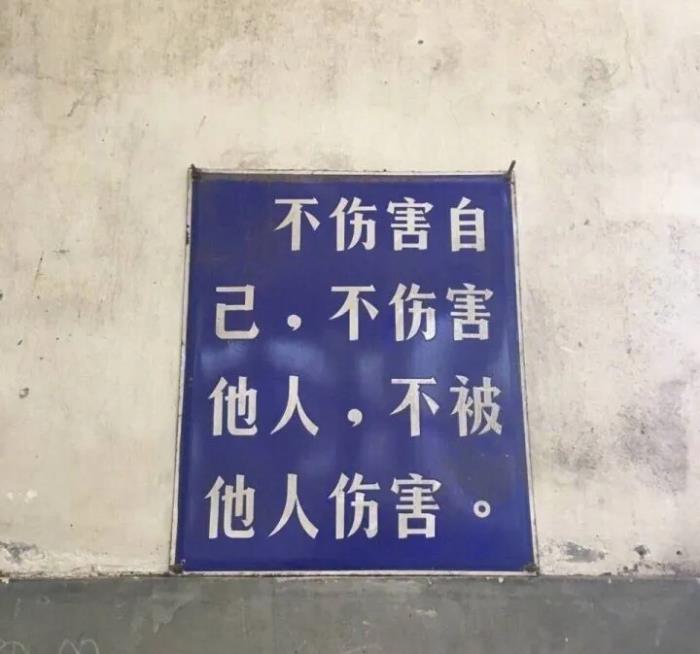 不伤害自
己，不伤害
他人，不被
他人伤害。